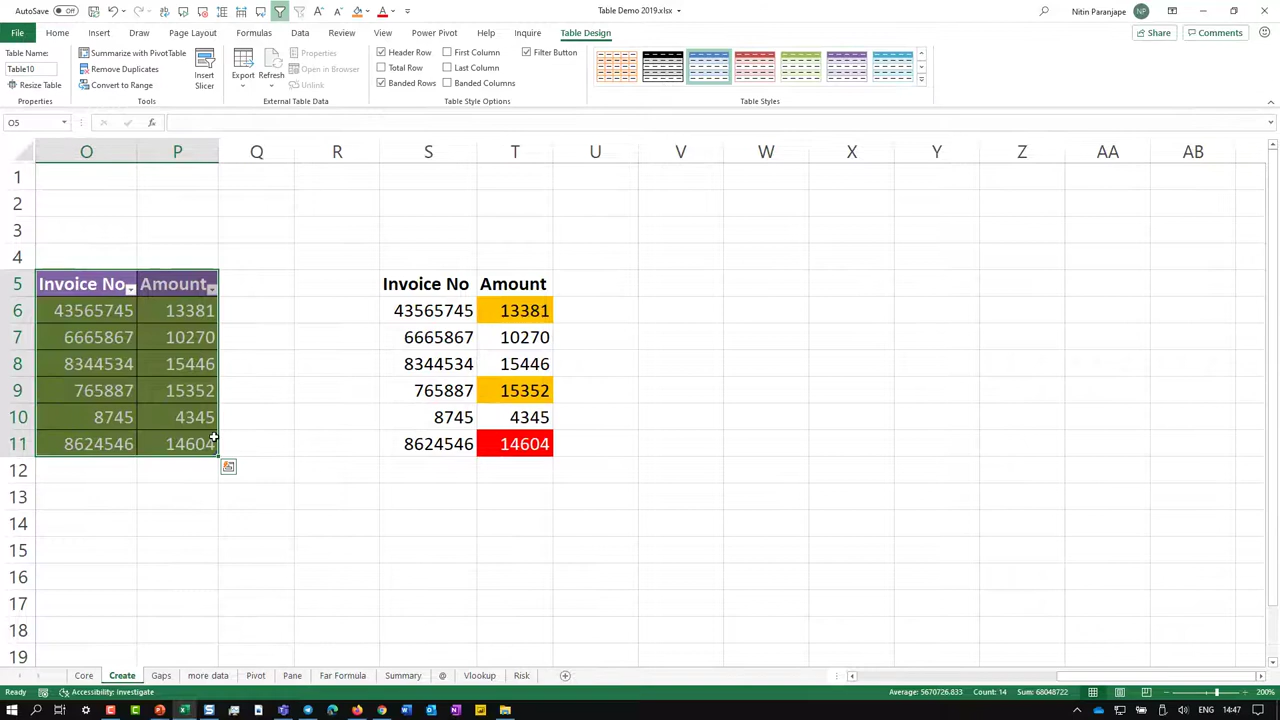 AutoSave Off Table Demo 2019.xlsx Nitin Paranjape NP
File Home Insert Draw Page Layout Formulas Data Review View Power Pivot Help Inquire Table Design Share Comments
Table Name:
Table10
Resize Table
Properties
Summarize with PivotTable
Remove Duplicates
Convert to Range
Tools
Insert Slicer
Export Refresh
Properties
Open in Browser
Unlink
External Table Data
Header Row First Column Filter Button
Total Row Last Column
Banded Rows Banded Columns
Table Style Options
Table Styles
O5 fx
O P Q R S T U V W X Y Z AA AB
1
2
3
4
5 Invoice No Amount Invoice No Amount
6 43565745 13381 43565745 13381
7 6665867 10270 6665867 10270
8 8344534 15446 8344534 15446
9 765887 15352 765887 15352
10 8745 4345 8745 4345
11 8624546 14604 8624546 14604
12
13
14
15
16
17
18
19
Core Create Gaps more data Pivot Pane Far Formula Summary @ Vlookup Risk
Ready Accessibility: investigate Average: 5670726.833 Count: 14 Sum: 68048722 200%
ENG 14:47